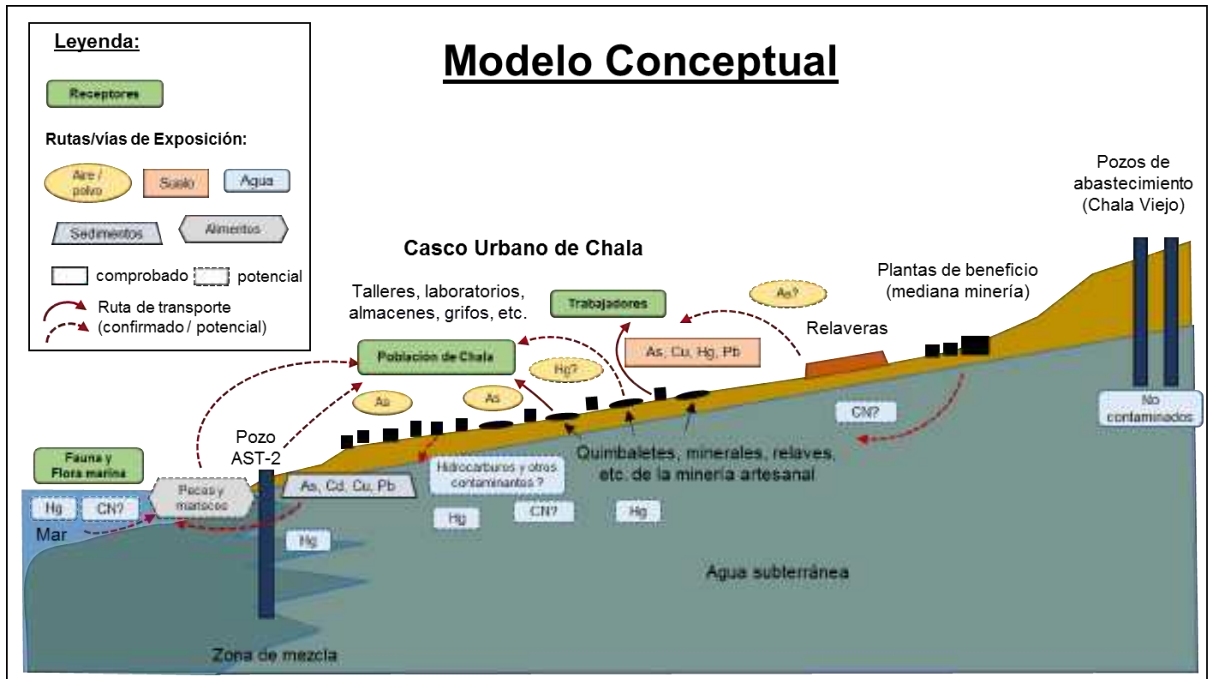 Leyenda:
Receptores
Rutas/vías de Exposición:
Aire /
polvo
Suelo
Agua
Sedimentos
Alimentos
comprobado
potencial
Ruta de transporte
(confirmado / potencial)
Modelo Conceptual
Casco Urbano de Chala
Talleres, laboratorios,
almacenes, grifos, etc.
Trabajadores
As?
Relaveras
Plantas de beneficio
(mediana minería)
Pozos de
abastecimiento
(Chala Viejo)
Población de Chala
Hg?
As, Cu, Hg, Pb
As
As
CN?
No
contaminados
Pozo
AST-2
Fauna y
Flora marina
Pecas y
mariscos
As, Cd, Cu, Pb
Hidrocarburos y otros
contaminantes ?
Quimbaletes, minerales, relaves,
etc. de la minería artesanal
Hg
CN?
Mar
Hg
Hg
CN?
Hg
Agua subterránea
Zona de mezcla